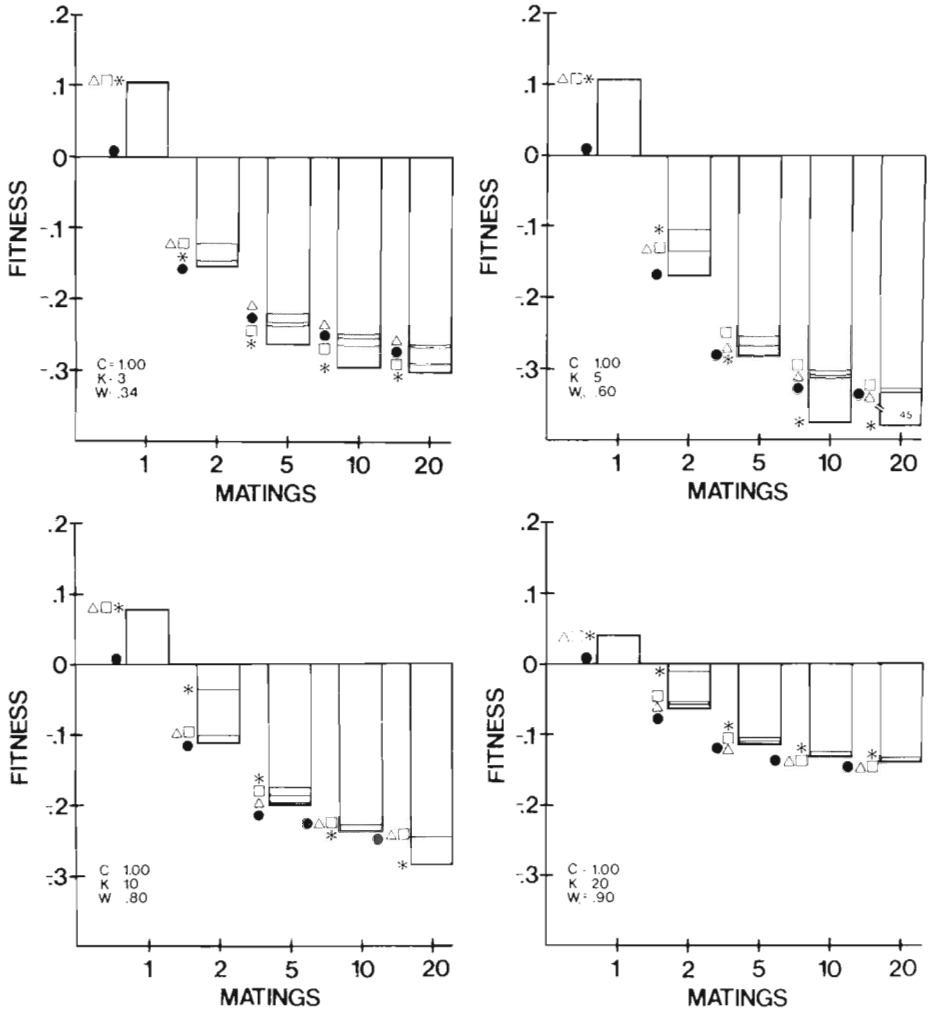 .2
.1
0
-.1
-.2
-.3
FITNESS
C = 1.00
K · 3
W · .34
1 2 5 10 20
MATINGS
.2
.1
0
-.1
-.2
-.3
FITNESS
C 1.00
K 5
W, .60
45
1 2 5 10 20
MATINGS
.2
.1
0
-.1
-.2
-.3
FITNESS
C 1.00
K 10
W .80
1 2 5 10 20
MATINGS
.2
.1
0
-.1
-.2
-.3
FITNESS
C - 1.00
K 20
W, = .90
1 2 5 10 20
MATINGS